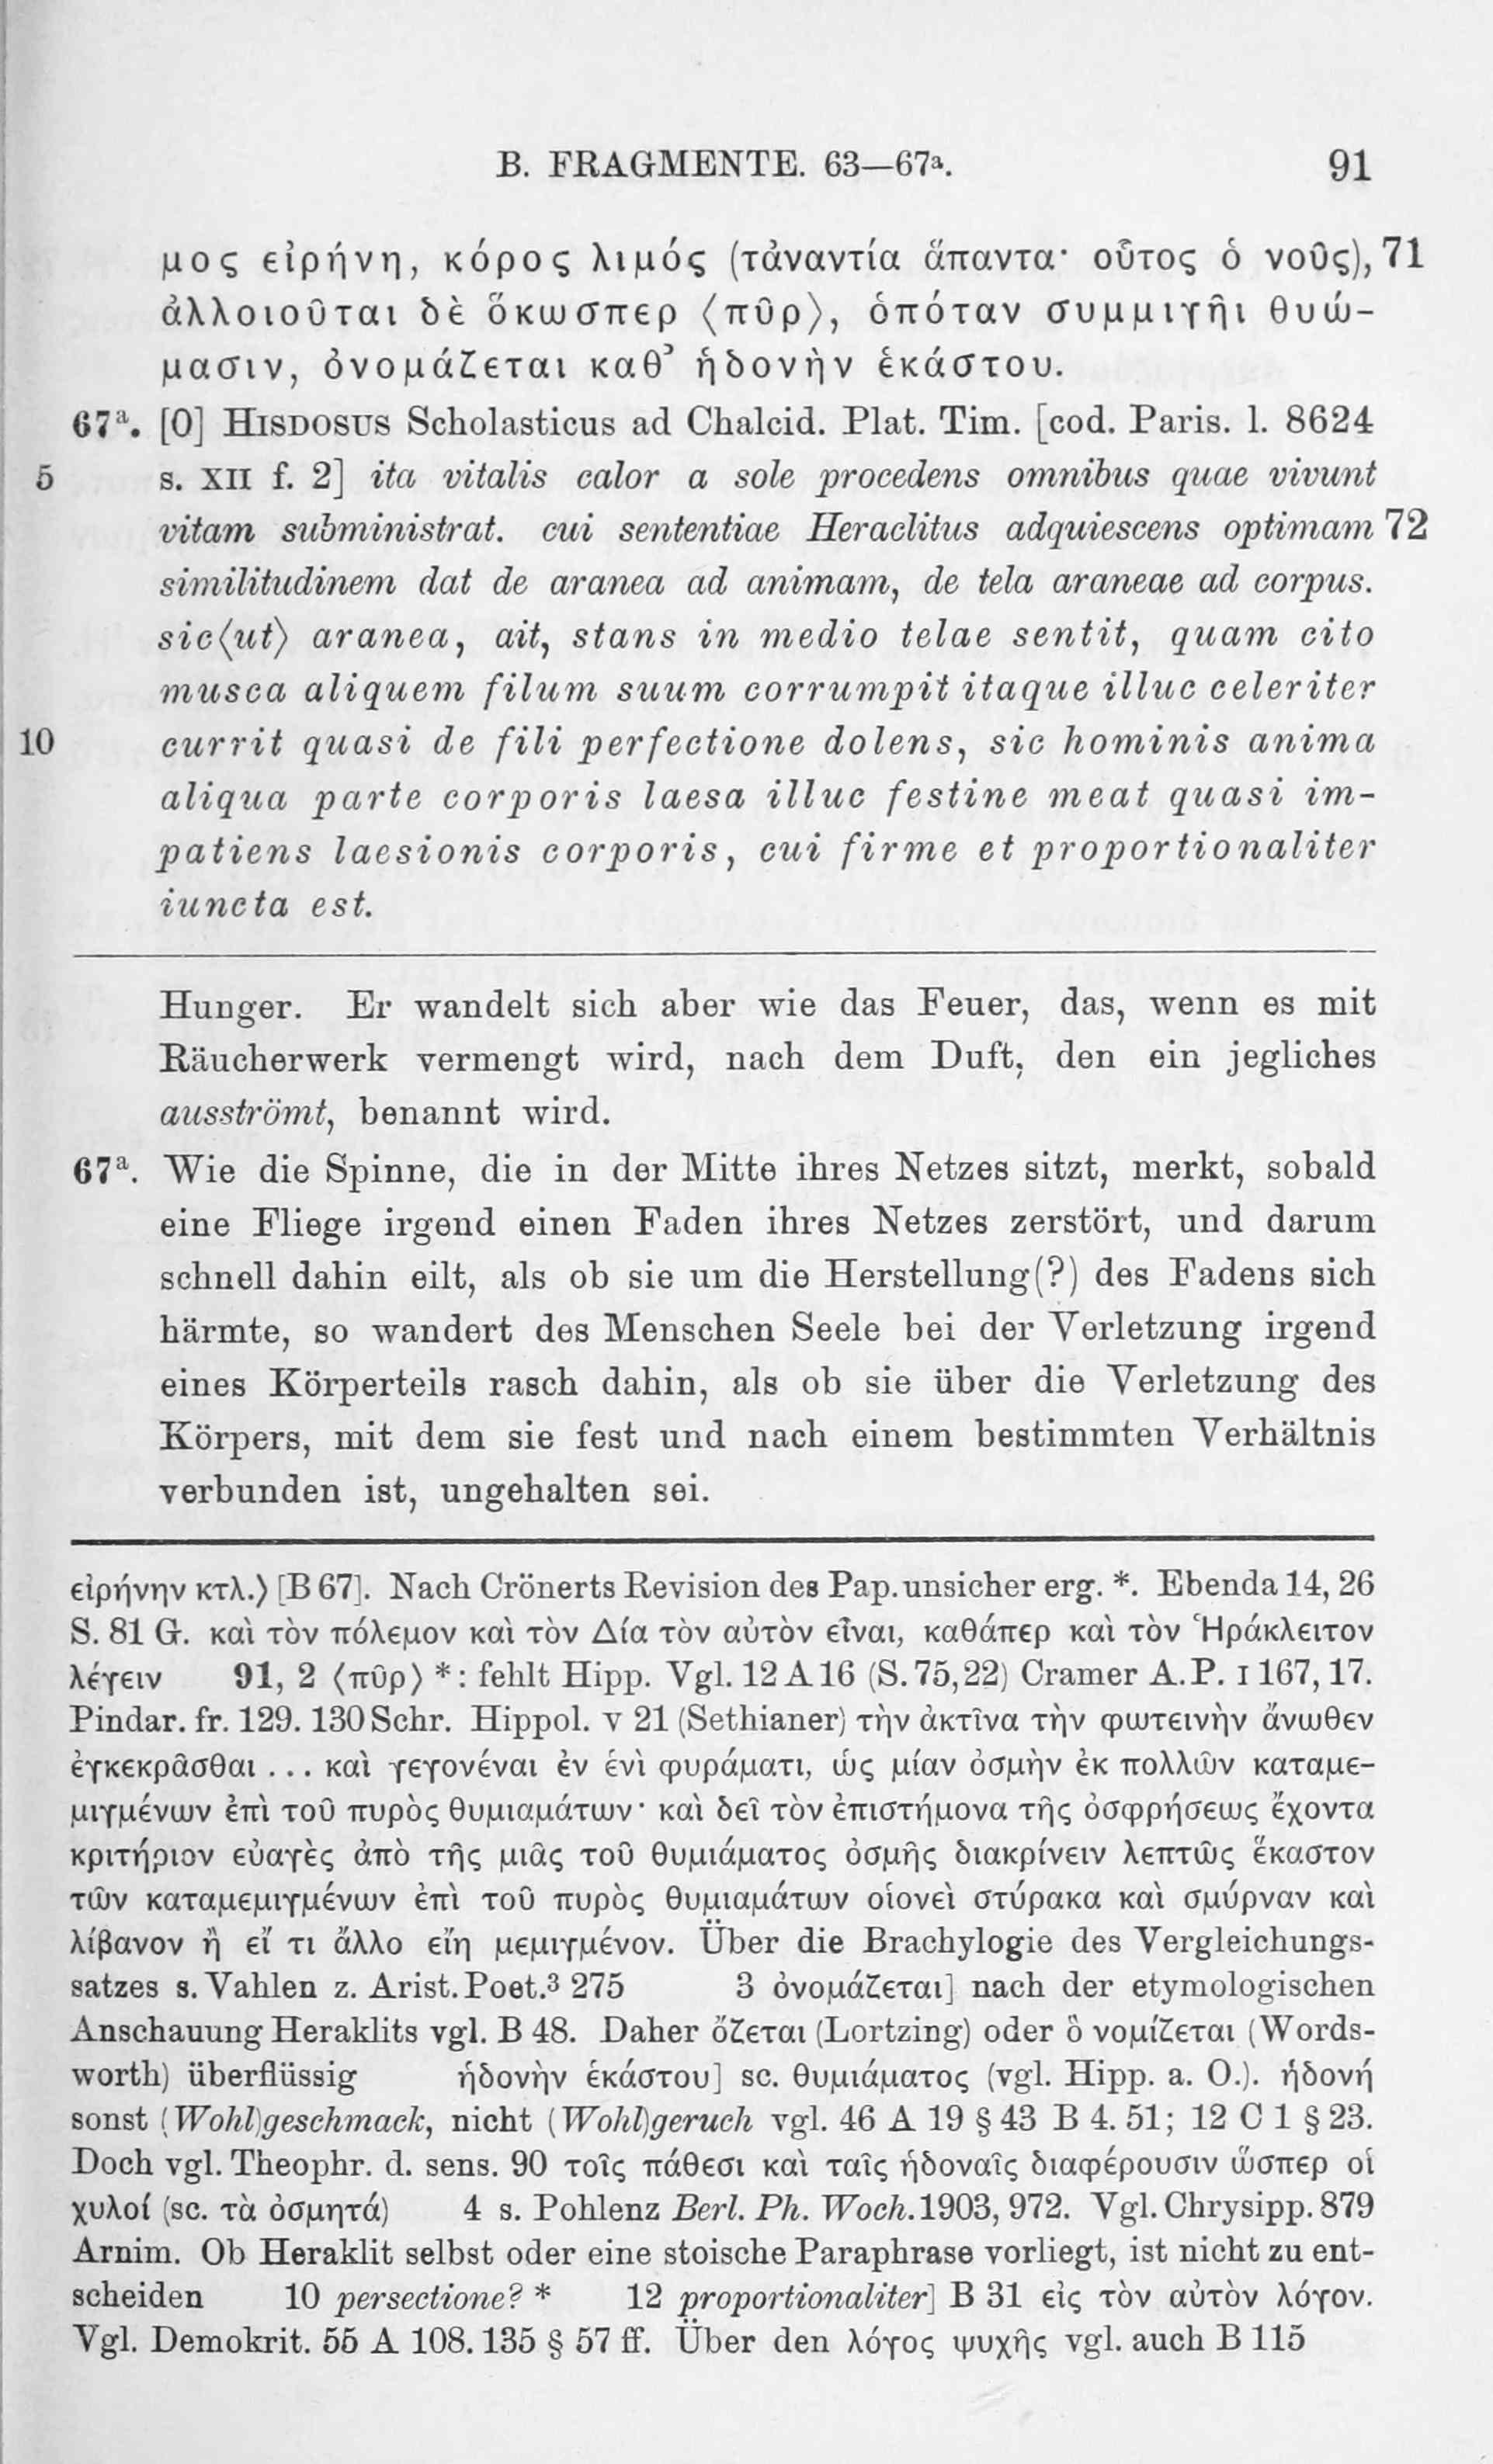 B. FRAGMENTE. 63—67ª. 91
μος εἰρήνη, κόρος λιμός (τἀναντία ἅπαντα· οὗτος ὁ νοῦς), 71
ἀλλοιοῦται δὲ ὅκωσπερ ⟨πῦρ⟩, ὁπόταν συμμιγῆι θυώ-
μασιν, ὀνομάζεται καθ’ ἡδονὴν ἑκάστου.
67ª. [0] HISDOSUS Scholasticus ad Chalcid. Plat. Tim. [cod. Paris. l. 8624
5 s. XII f. 2] ita vitalis calor a sole procedens omnibus quae vivunt
vitam subministrat. cui sententiae Heraclitus adquiescens optimam 72
similitudinem dat de aranea ad animam, de tela araneae ad corpus.
sic⟨ut⟩ aranea, ait, stans in medio telae sentit, quam cito
musca aliquem filum suum corrumpit itaque illuc celeriter
10 currit quasi de fili perfectione dolens, sic hominis anima
aliqua parte corporis laesa illuc festine meat quasi im-
patiens laesionis corporis, cui firme et proportionaliter
iuncta est.
Hunger. Er wandelt sich aber wie das Feuer, das, wenn es mit
Räucherwerk vermengt wird, nach dem Duft, den ein jegliches
ausströmt, benannt wird.
67ª. Wie die Spinne, die in der Mitte ihres Netzes sitzt, merkt, sobald
eine Fliege irgend einen Faden ihres Netzes zerstört, und darum
schnell dahin eilt, als ob sie um die Herstellung(?) des Fadens sich
härmte, so wandert des Menschen Seele bei der Verletzung irgend
eines Körperteils rasch dahin, als ob sie über die Verletzung des
Körpers, mit dem sie fest und nach einem bestimmten Verhältnis
verbunden ist, ungehalten sei.
εἰρήνην κτλ.⟩ [B 67]. Nach Crönerts Revision des Pap. unsicher erg. *. Ebenda 14, 26
S. 81 G. καὶ τὸν πόλεμον καὶ τὸν Δία τὸν αὐτὸν εἶναι, καθάπερ καὶ τὸν Ἡράκλειτον
λέγειν 91, 2 ⟨πῦρ⟩ *: fehlt Hipp. Vgl. 12 A 16 (S. 75,22) Cramer A. P. I 167, 17.
Pindar. fr. 129. 130 Schr. Hippol. v 21 (Sethianer) τὴν ἀκτῖνα τὴν φωτεινὴν ἄνωθεν
ἐγκεκρᾶσθαι ... καὶ γεγονέναι ἐν ἑνὶ φυράματι, ὡς μίαν ὀσμὴν ἐκ πολλῶν καταμε-
μιγμένων ἐπὶ τοῦ πυρὸς θυμιαμάτων· καὶ δεῖ τὸν ἐπιστήμονα τῆς ὀσφρήσεως ἔχοντα
κριτήριον εὐαγὲς ἀπὸ τῆς μιᾶς τοῦ θυμιάματος ὀσμῆς διακρίνειν λεπτῶς ἕκαστον
τῶν καταμεμιγμένων ἐπὶ τοῦ πυρὸς θυμιαμάτων οἱονεὶ στύρακα καὶ σμύρναν καὶ
λίβανον ἢ εἴ τι ἄλλο εἴη μεμιγμένον. Über die Brachylogie des Vergleichungs-
satzes s. Vahlen z. Arist. Poet.³ 275 3 ὀνομάζεται] nach der etymologischen
Anschauung Heraklits vgl. B 48. Daher ὄζεται (Lortzing) oder ὃ νομίζεται (Words-
worth) überflüssig ἡδονὴν ἑκάστου] sc. θυμιάματος (vgl. Hipp. a. O.). ἡδονή
sonst (Wohl)geschmack, nicht (Wohl)geruch vgl. 46 A 19 § 43 B 4. 51; 12 C 1 § 23.
Doch vgl. Theophr. d. sens. 90 τοῖς πάθεσι καὶ ταῖς ἡδοναῖς διαφέρουσιν ὥσπερ οἱ
χυλοί (sc. τὰ ὀσμητά) 4 s. Pohlenz Berl. Ph. Woch. 1903, 972. Vgl. Chrysipp. 879
Arnim. Ob Heraklit selbst oder eine stoische Paraphrase vorliegt, ist nicht zu ent-
scheiden 10 persectione? * 12 proportionaliter] B 31 εἰς τὸν αὐτὸν λόγον.
Vgl. Demokrit. 55 A 108. 135 § 57 ff. Über den λόγος ψυχῆς vgl. auch B 115